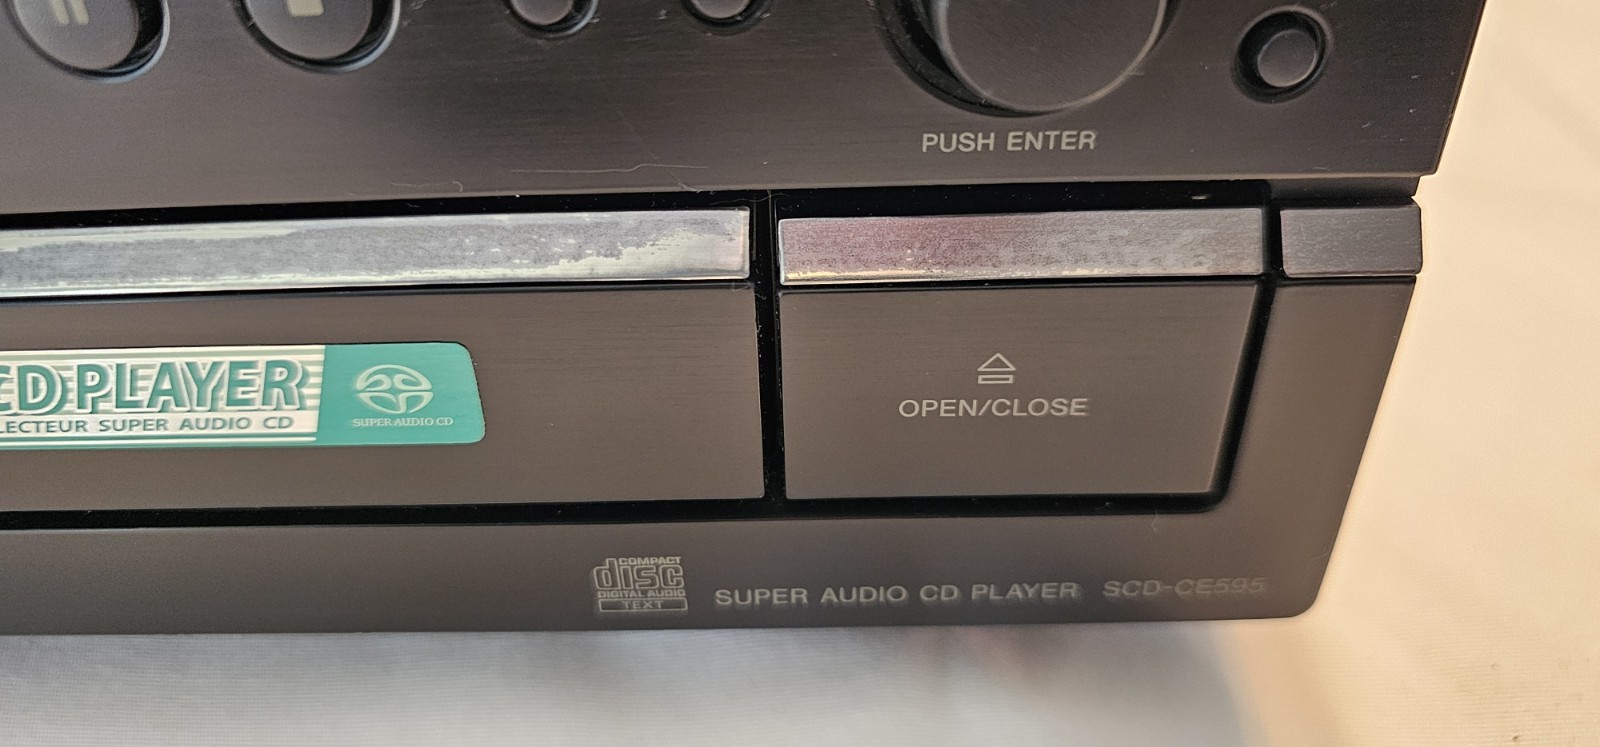 PUSH ENTER
CD PLAYER
LECTEUR SUPER AUDIO CD
SUPER AUDIO CD
OPEN/CLOSE
COMPACT
disc
DIGITAL AUDIO
TEXT
SUPER AUDIO CD PLAYER SCD-CE595